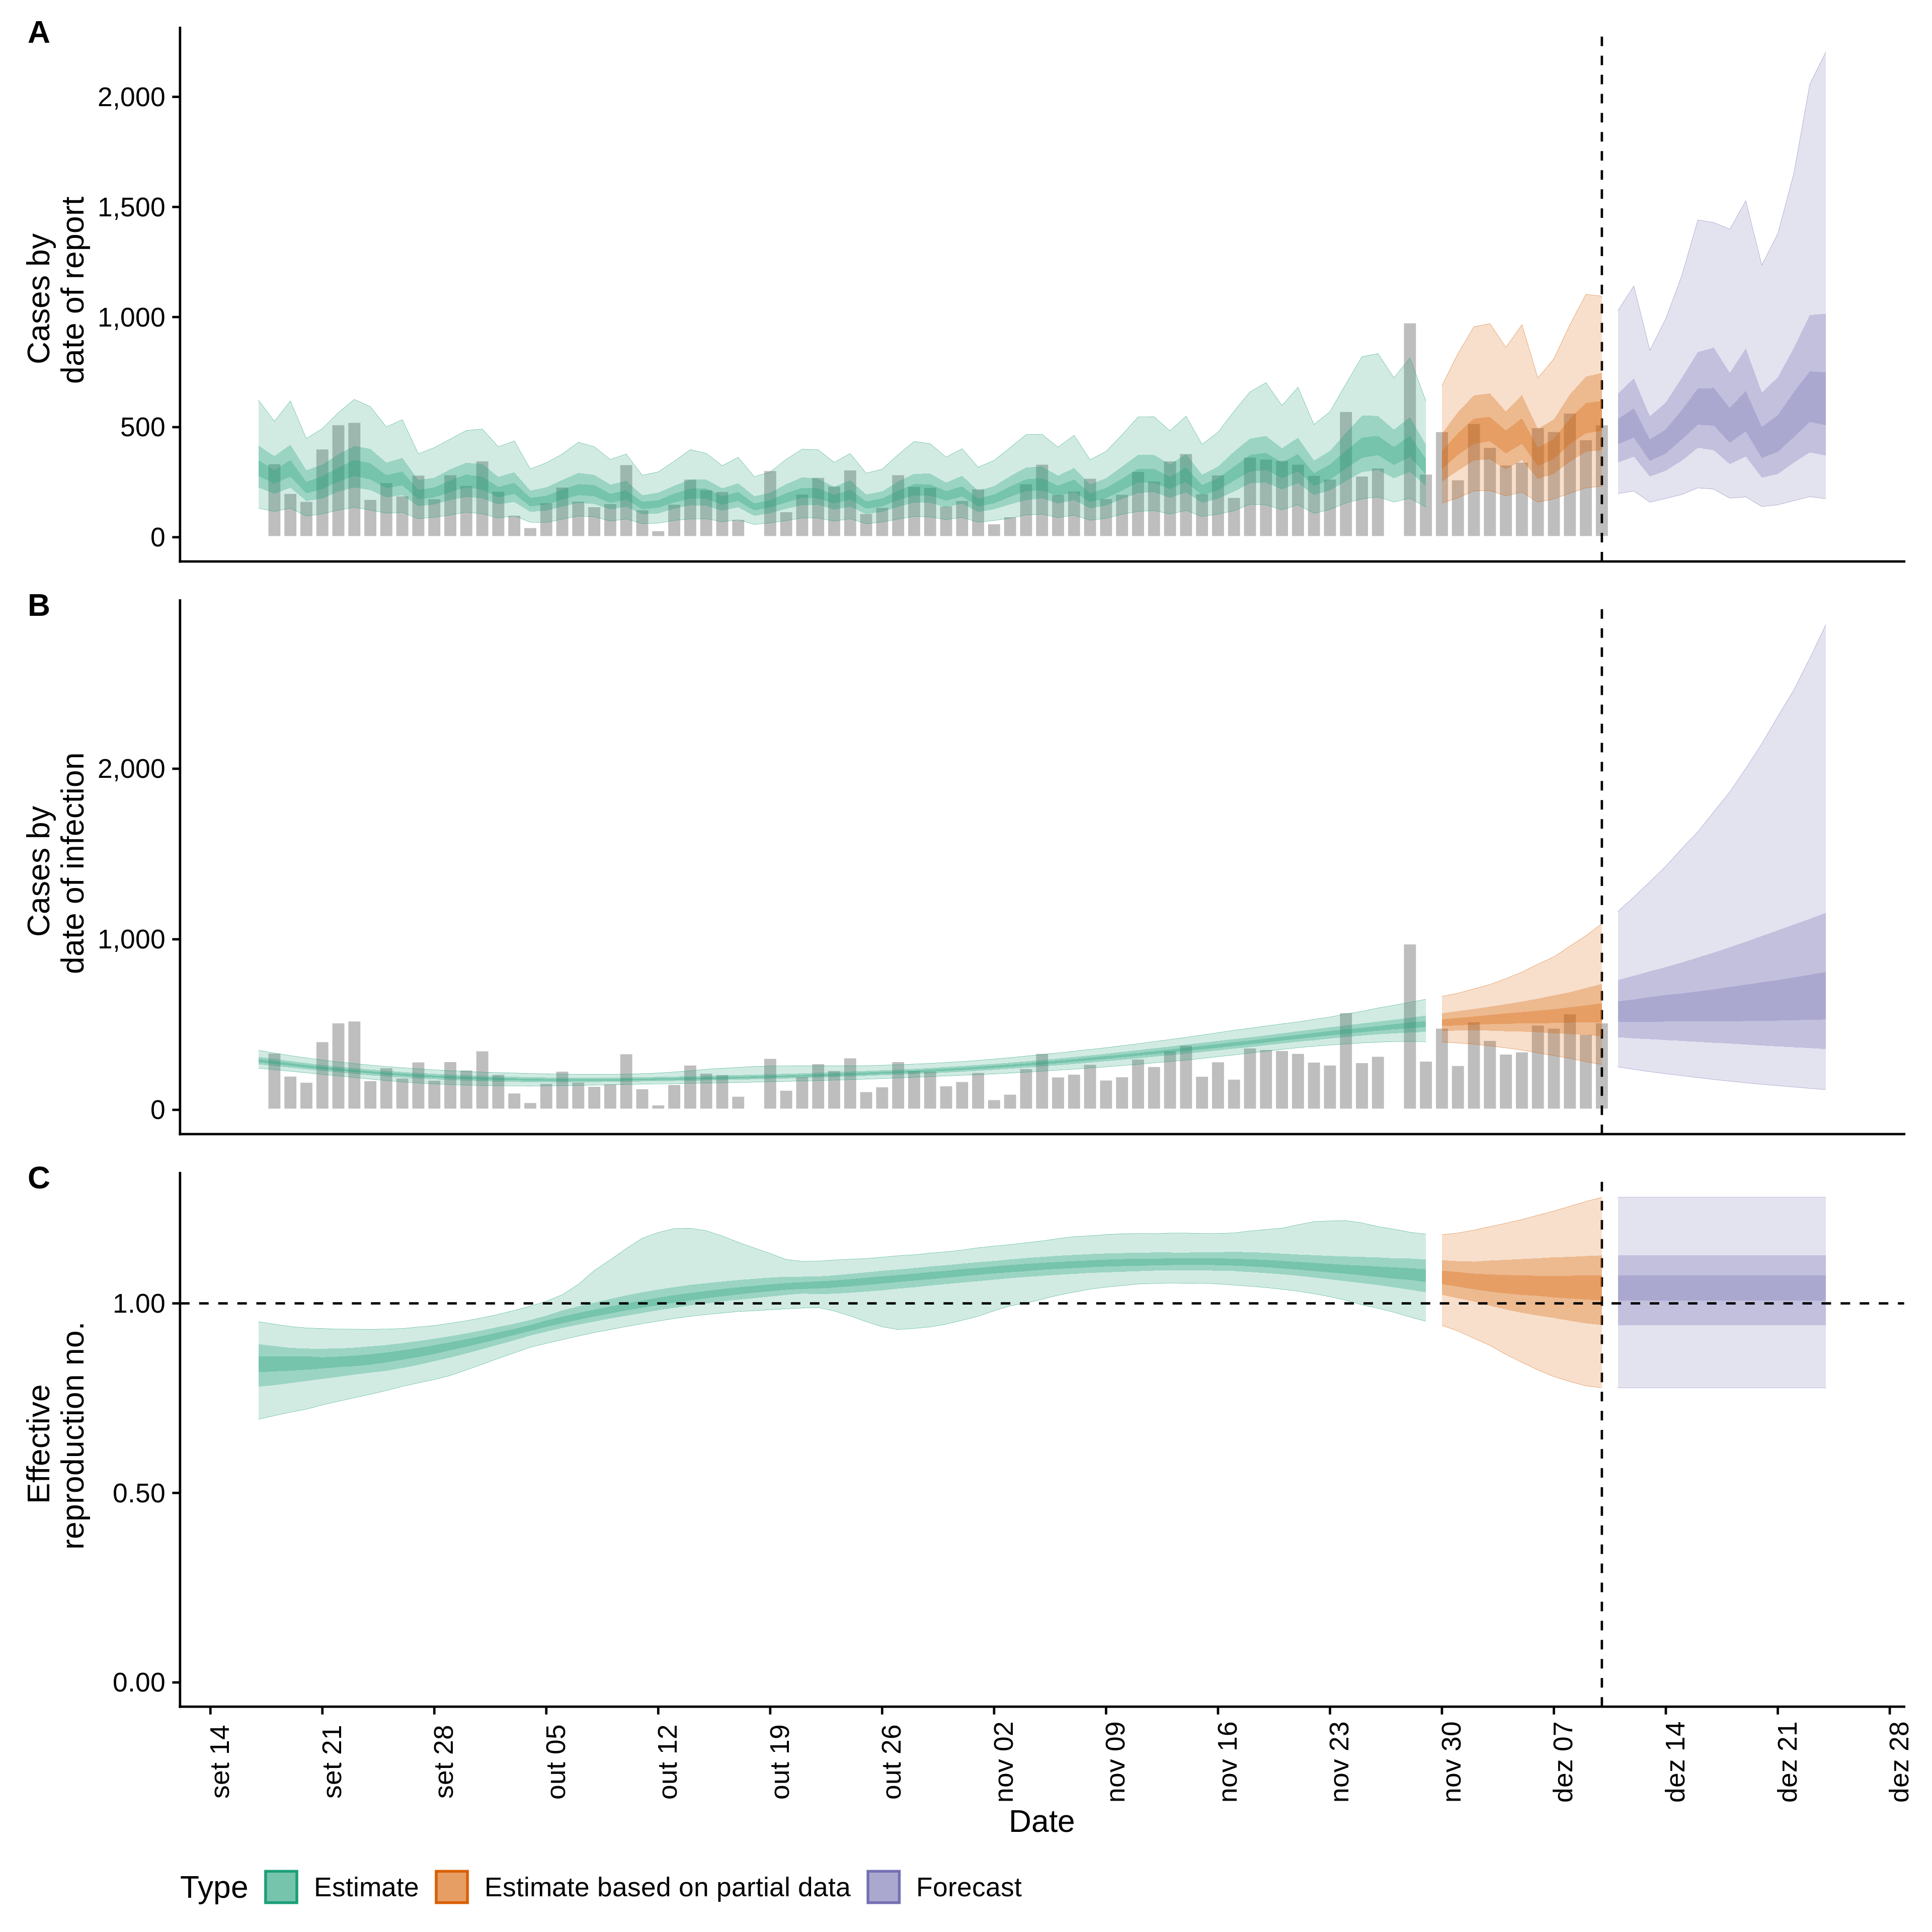 A
Cases by
date of report
2,000
1,500
1,000
500
0
B
Cases by
date of infection
2,000
1,000
0
C
Effective
reproduction no.
1.00
0.50
0.00
set 14
set 21
set 28
out 05
out 12
out 19
out 26
nov 02
nov 09
nov 16
nov 23
nov 30
dez 07
dez 14
dez 21
dez 28
Date
Type Estimate Estimate based on partial data Forecast